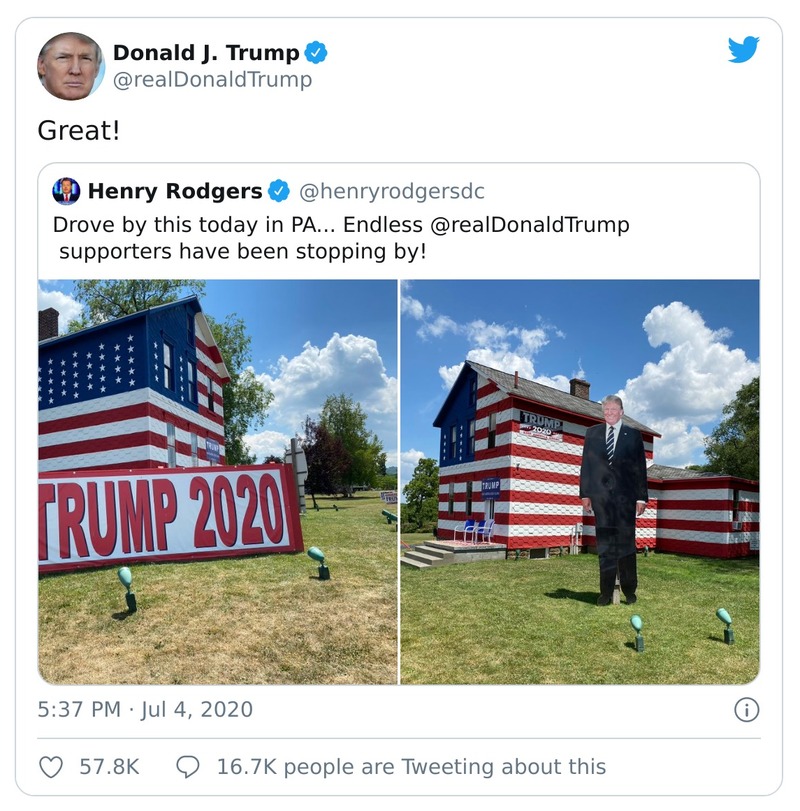 Donald J. Trump
@realDonaldTrump
Great!
Henry Rodgers @henryrodgersdc
Drove by this today in PA... Endless @realDonaldTrump
supporters have been stopping by!
TRUMP 2020
TRUMP
2020
TRUMP
5:37 PM · Jul 4, 2020
57.8K 16.7K people are Tweeting about this